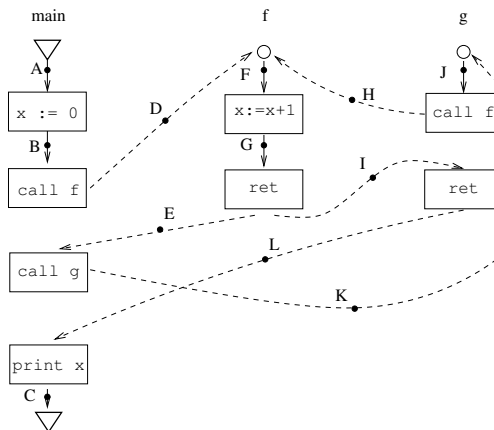 main f g
A F J
D H
x := 0 x:=x+1 call f
B G
I
call f ret ret
E
L
call g
K
print x
C